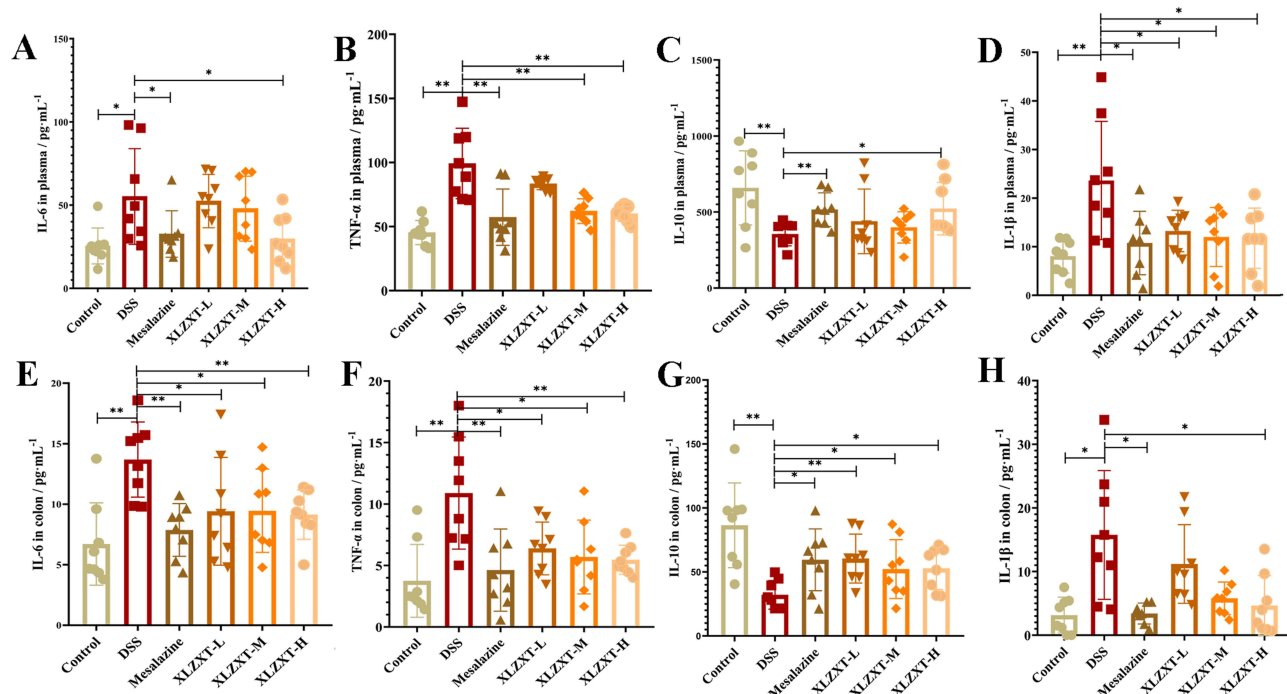 A
IL-6 in plasma / pg·mL⁻¹
150
100
50
0
*
*
*
Control
DSS
Mesalazine
XLZXT-L
XLZXT-M
XLZXT-H
B
TNF-α in plasma / pg·mL⁻¹
200
150
100
50
0
**
**
**
**
Control
DSS
Mesalazine
XLZXT-L
XLZXT-M
XLZXT-H
C
IL-10 in plasma / pg·mL⁻¹
1500
1000
500
0
*
**
**
Control
DSS
Mesalazine
XLZXT-L
XLZXT-M
XLZXT-H
D
IL-1β in plasma / pg·mL⁻¹
50
40
30
20
10
0
*
*
*
**
*
Control
DSS
Mesalazine
XLZXT-L
XLZXT-M
XLZXT-H
E
IL-6 in colon / pg·mL⁻¹
20
15
10
5
0
**
*
*
**
**
Control
DSS
Mesalazine
XLZXT-L
XLZXT-M
XLZXT-H
F
TNF-α in colon / pg·mL⁻¹
20
15
10
5
0
**
*
*
**
**
Control
DSS
Mesalazine
XLZXT-L
XLZXT-M
XLZXT-H
G
IL-10 in colon / pg·mL⁻¹
200
150
100
50
0
**
*
*
**
*
Control
DSS
Mesalazine
XLZXT-L
XLZXT-M
XLZXT-H
H
IL-1β in colon / pg·mL⁻¹
40
30
20
10
0
*
*
*
Control
DSS
Mesalazine
XLZXT-L
XLZXT-M
XLZXT-H